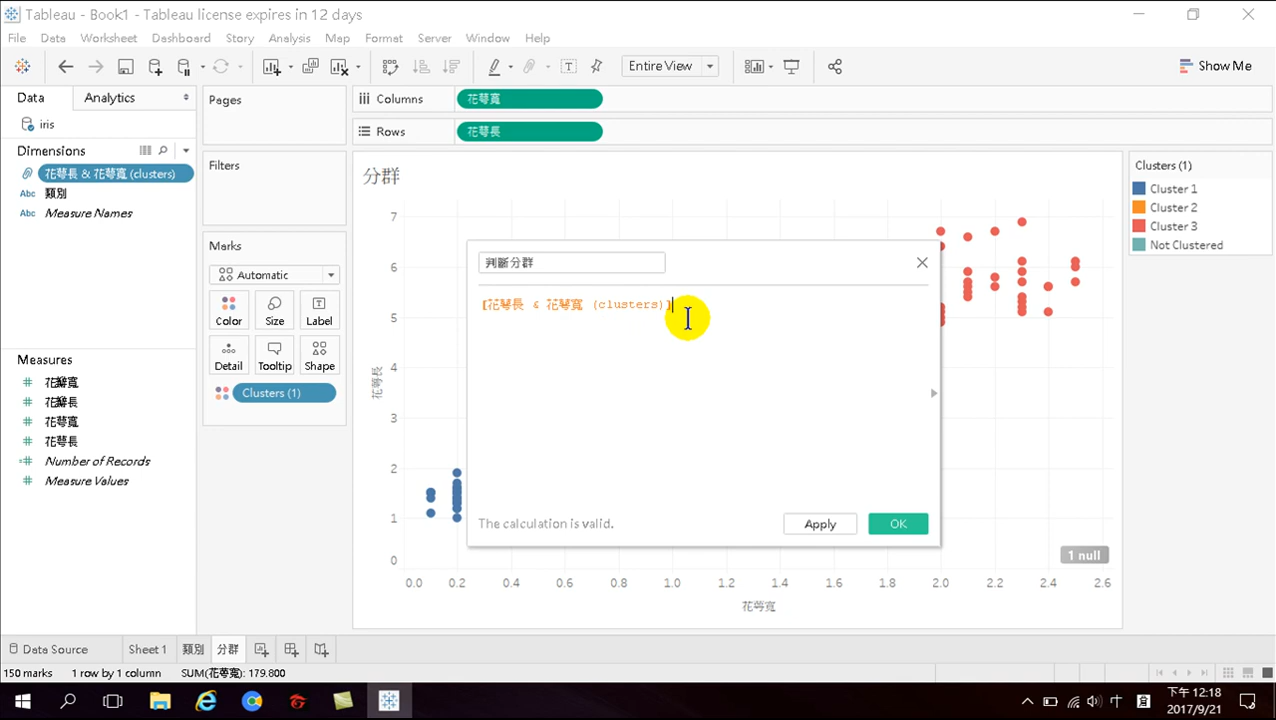 Tableau - Book1 - Tableau license expires in 12 days
File Data Worksheet Dashboard Story Analysis Map Format Server Window Help
Entire View
Show Me
Data Analytics
iris
Dimensions
花萼長 & 花萼寬 (clusters)
類別
Measure Names
Measures
花瓣寬
花瓣長
花萼寬
花萼長
Number of Records
Measure Values
Pages
Filters
Marks
Automatic
Color Size Label
Detail Tooltip Shape
Clusters (1)
Columns 花萼寬
Rows 花萼長
分群
7
6
5
4
3
2
1
0
花萼長
0.0 0.2 0.4 0.6 0.8 1.0 1.2 1.4 1.6 1.8 2.0 2.2 2.4 2.6
花萼寬
1 null
判斷分群
[花萼長 & 花萼寬 (clusters)]
The calculation is valid.
Apply OK
Clusters (1)
Cluster 1
Cluster 2
Cluster 3
Not Clustered
Data Source Sheet 1 類別 分群
150 marks 1 row by 1 column SUM(花萼寬): 179.800
中
下午 12:18
2017/9/21